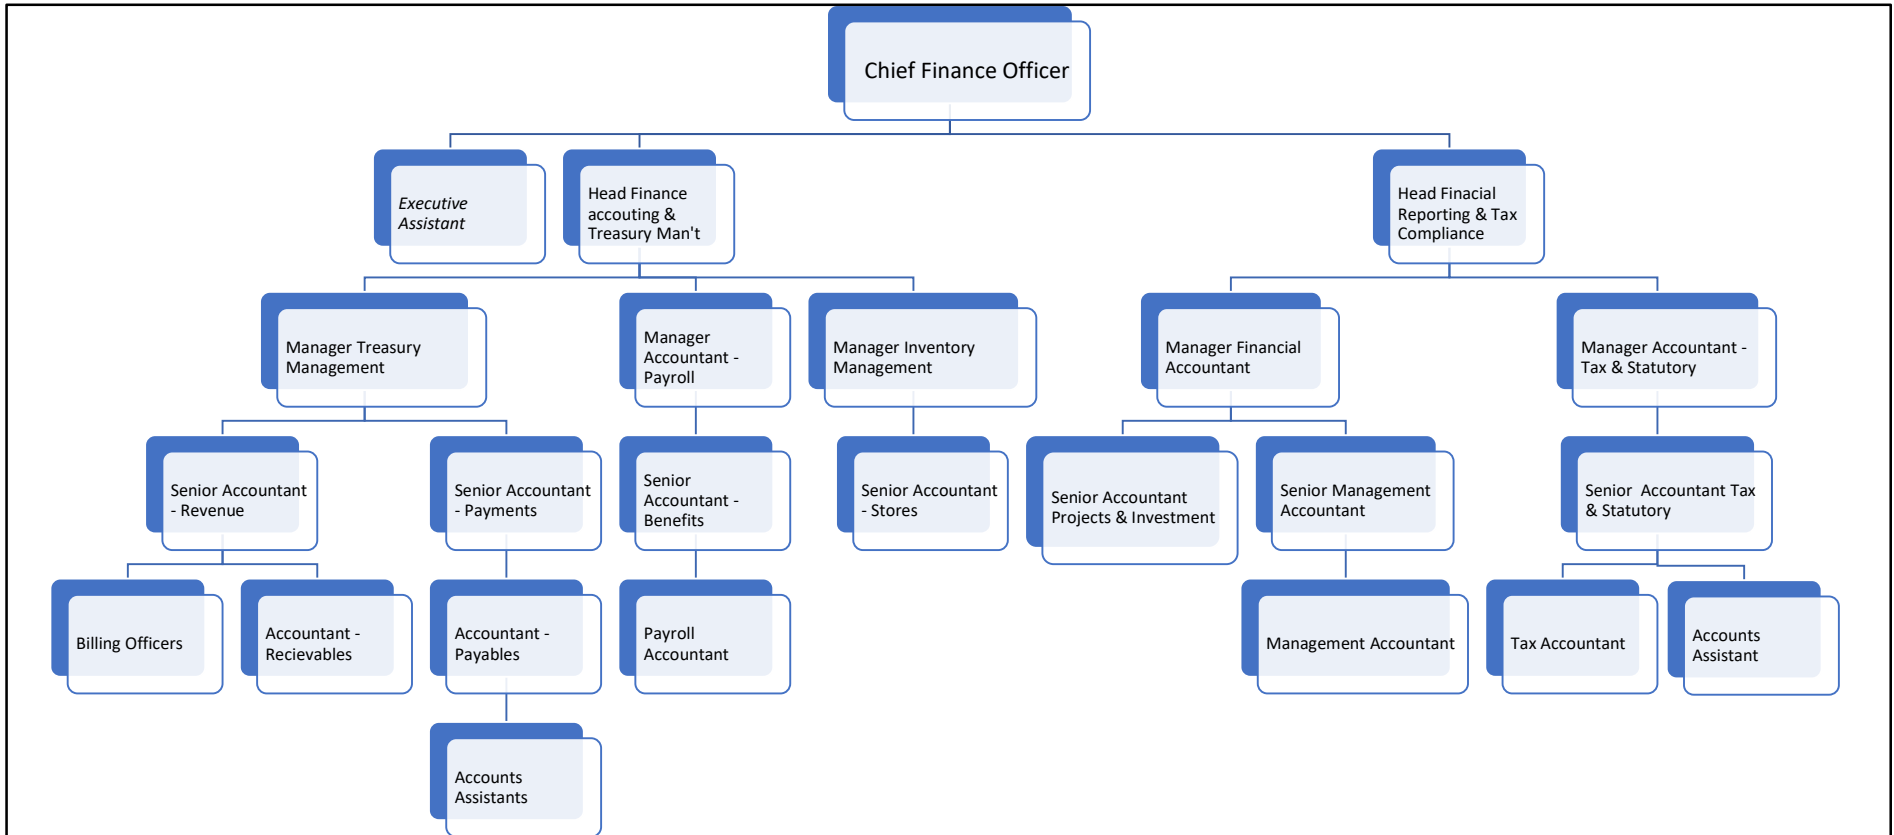 Chief Finance Officer
Executive
Assistant
Head Finance
accouting &
Treasury Man't
Head Finacial
Reporting & Tax
Compliance
Manager Treasury
Management
Manager
Accountant -
Payroll
Manager Inventory
Management
Manager Financial
Accountant
Manager Accountant -
Tax & Statutory
Senior Accountant
- Revenue
Senior Accountant
- Payments
Senior
Accountant -
Benefits
Senior Accountant
- Stores
Senior Accountant
Projects & Investment
Senior Management
Accountant
Senior  Accountant Tax
& Statutory
Billing Officers
Accountant -
Recievables
Accountant -
Payables
Payroll
Accountant
Management Accountant
Tax Accountant
Accounts
Assistant
Accounts
Assistants